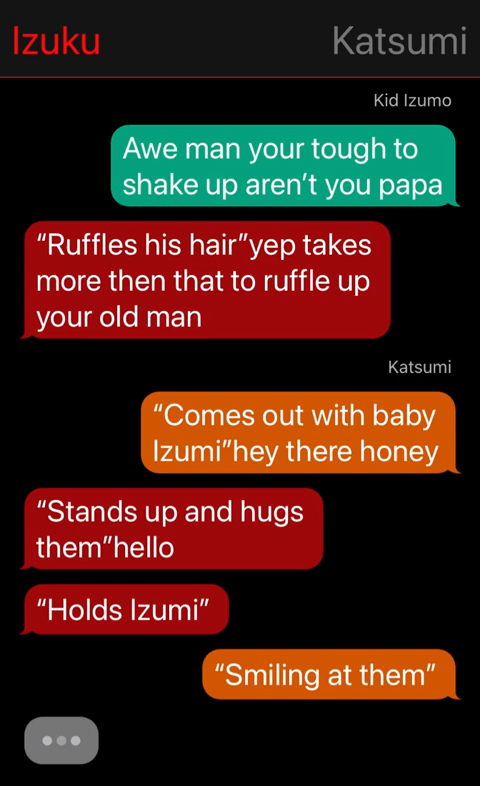 Izuku Katsumi
Kid Izumo
Awe man your tough to
shake up aren’t you papa
“Ruffles his hair”yep takes
more then that to ruffle up
your old man
Katsumi
“Comes out with baby
Izumi”hey there honey
“Stands up and hugs
them”hello
“Holds Izumi”
“Smiling at them”